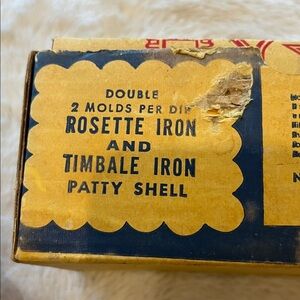 DOUBLE
2 MOLDS PER DIP
ROSETTE IRON
AND
TIMBALE IRON
PATTY SHELL